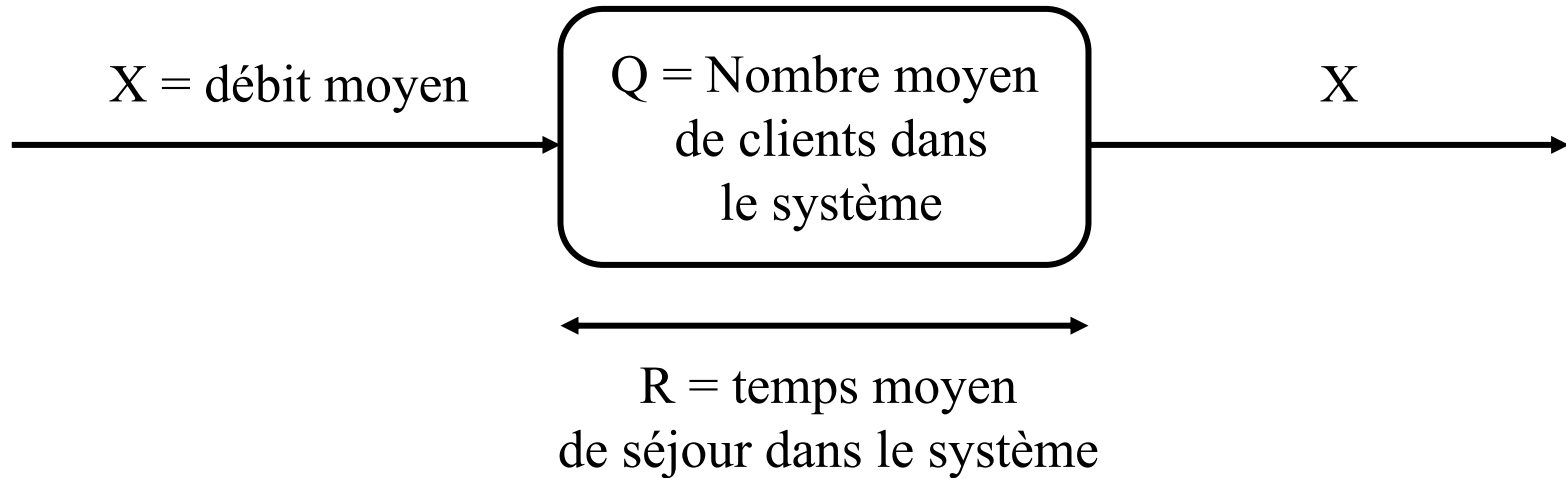 X = débit moyen
Q = Nombre moyen
de clients dans
le système
X
R = temps moyen
de séjour dans le système